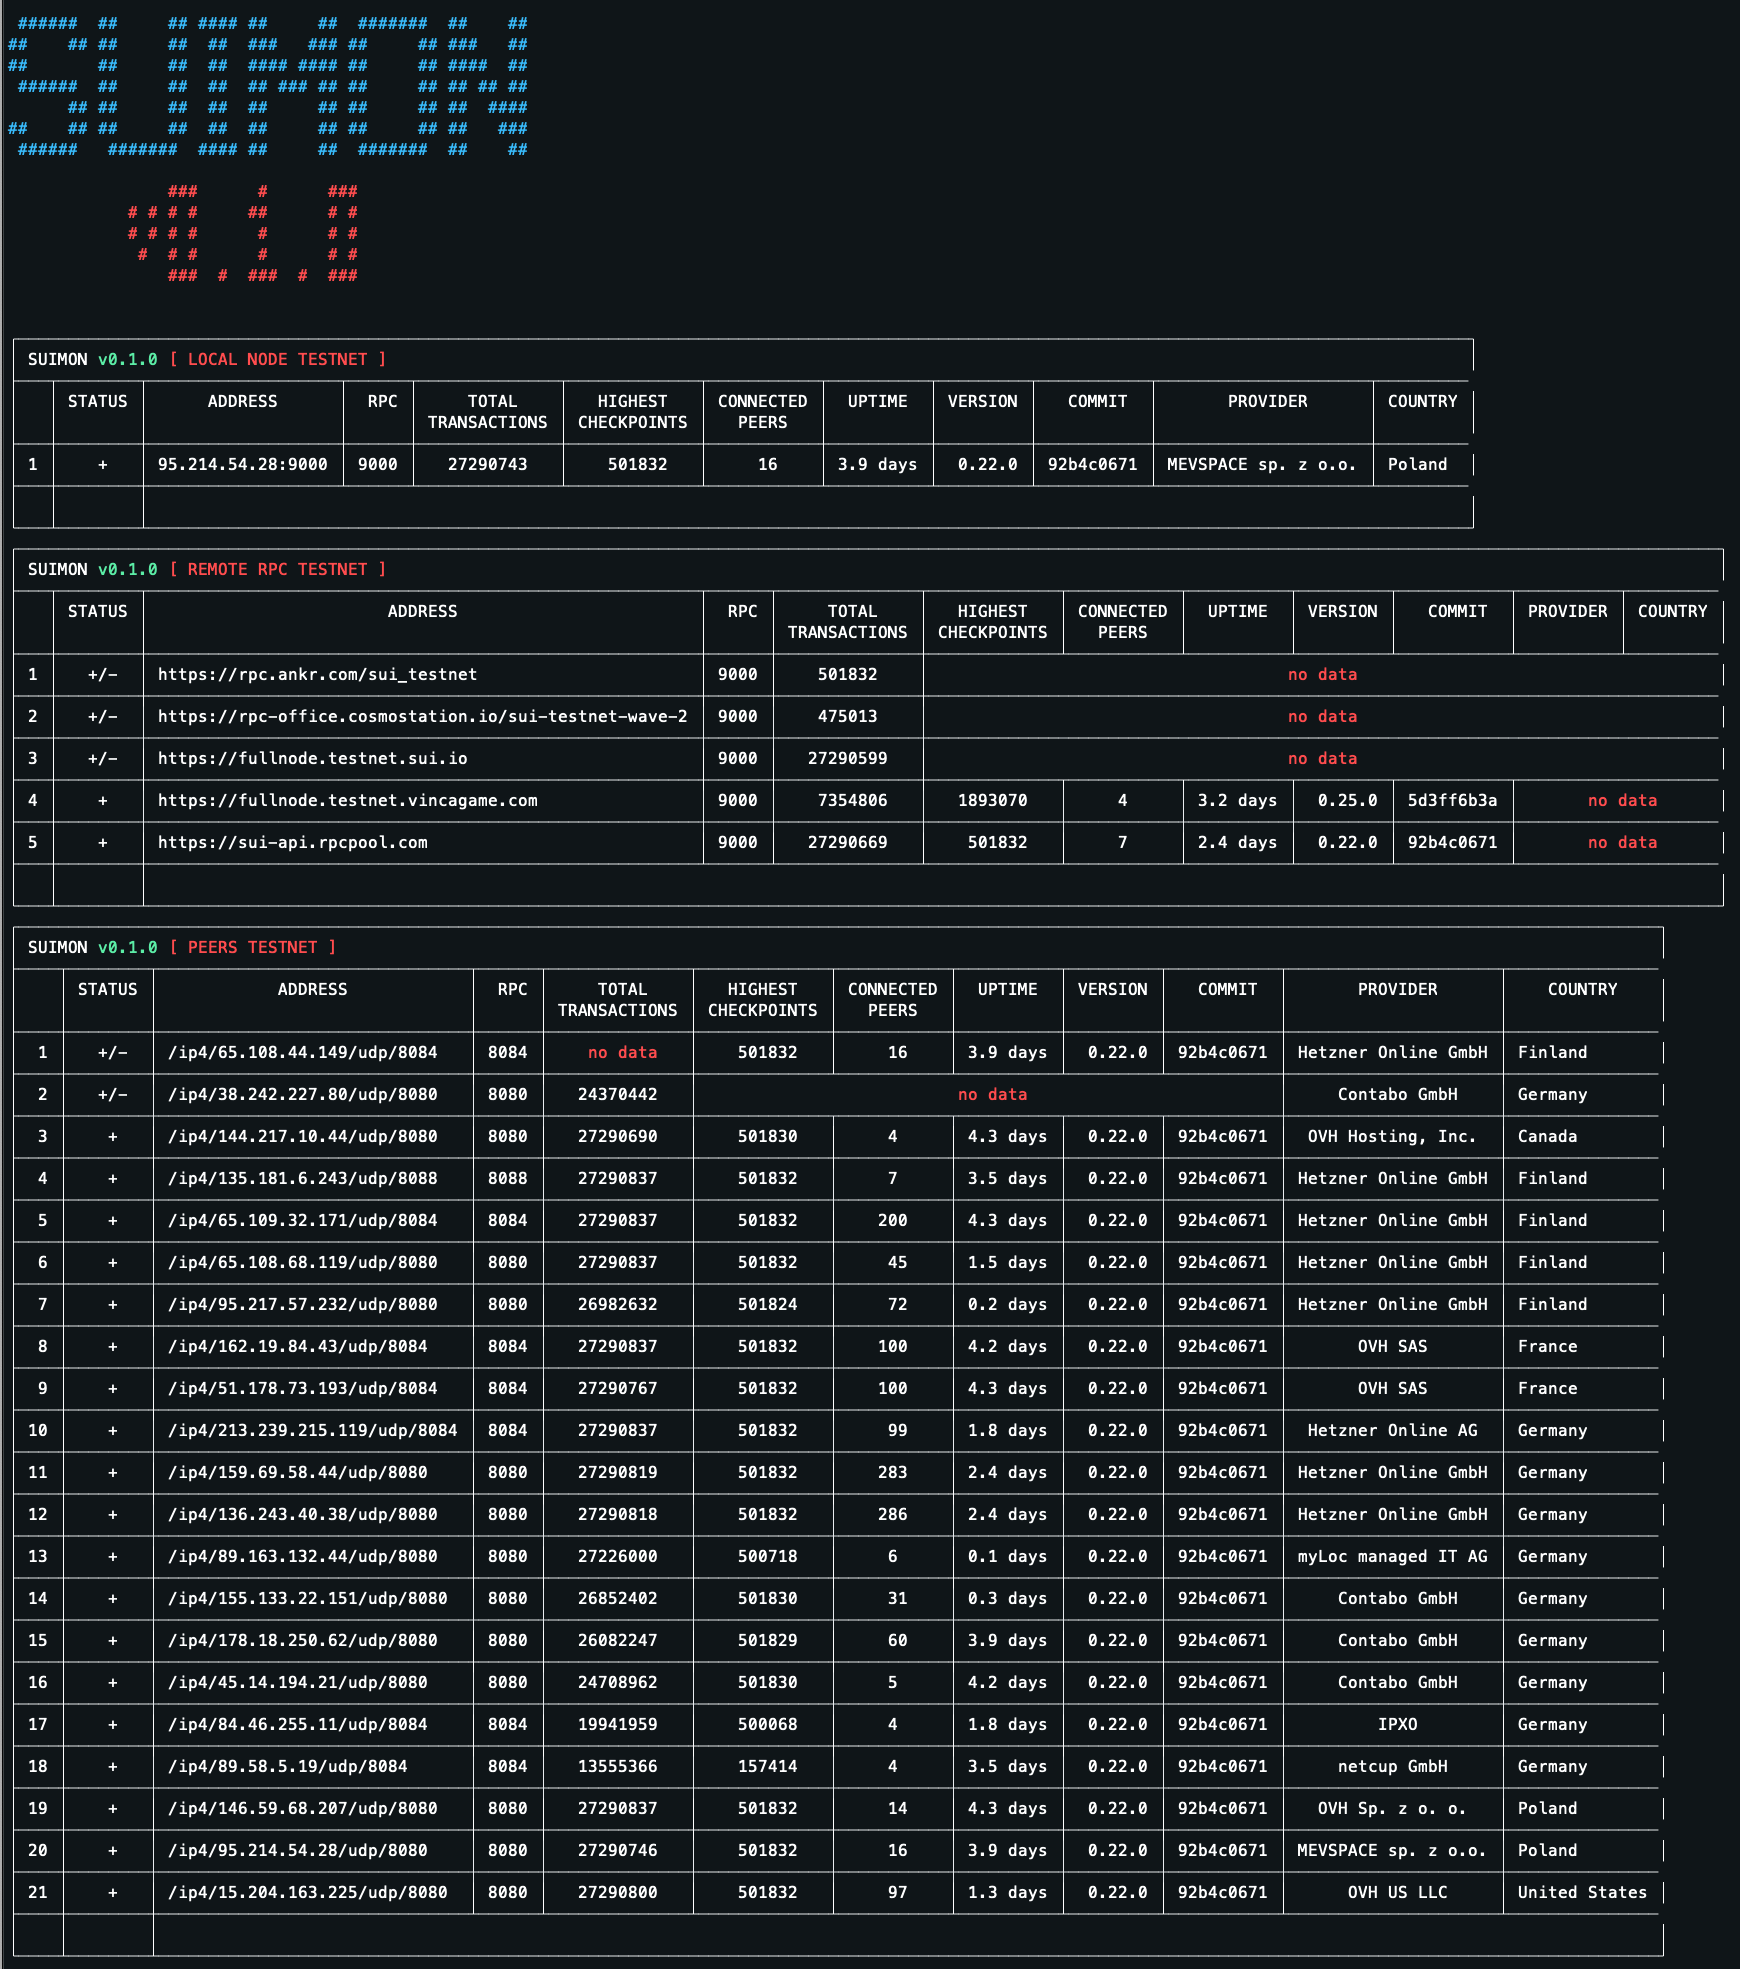 SUIMON
v0.1.0
SUIMON v0.1.0 [ LOCAL NODE TESTNET ]
STATUS ADDRESS RPC TOTAL HIGHEST CONNECTED UPTIME VERSION COMMIT PROVIDER COUNTRY
TRANSACTIONS CHECKPOINTS PEERS
1 + 95.214.54.28:9000 9000 27290743 501832 16 3.9 days 0.22.0 92b4c0671 MEVSPACE sp. z o.o. Poland
SUIMON v0.1.0 [ REMOTE RPC TESTNET ]
STATUS ADDRESS RPC TOTAL HIGHEST CONNECTED UPTIME VERSION COMMIT PROVIDER COUNTRY
TRANSACTIONS CHECKPOINTS PEERS
1 +/- https://rpc.ankr.com/sui_testnet 9000 501832 no data
2 +/- https://rpc-office.cosmostation.io/sui-testnet-wave-2 9000 475013 no data
3 +/- https://fullnode.testnet.sui.io 9000 27290599 no data
4 + https://fullnode.testnet.vincagame.com 9000 7354806 1893070 4 3.2 days 0.25.0 5d3ff6b3a no data
5 + https://sui-api.rpcpool.com 9000 27290669 501832 7 2.4 days 0.22.0 92b4c0671 no data
SUIMON v0.1.0 [ PEERS TESTNET ]
STATUS ADDRESS RPC TOTAL HIGHEST CONNECTED UPTIME VERSION COMMIT PROVIDER COUNTRY
TRANSACTIONS CHECKPOINTS PEERS
1 +/- /ip4/65.108.44.149/udp/8084 8084 no data 501832 16 3.9 days 0.22.0 92b4c0671 Hetzner Online GmbH Finland
2 +/- /ip4/38.242.227.80/udp/8080 8080 24370442 no data Contabo GmbH Germany
3 + /ip4/144.217.10.44/udp/8080 8080 27290690 501830 4 4.3 days 0.22.0 92b4c0671 OVH Hosting, Inc. Canada
4 + /ip4/135.181.6.243/udp/8088 8088 27290837 501832 7 3.5 days 0.22.0 92b4c0671 Hetzner Online GmbH Finland
5 + /ip4/65.109.32.171/udp/8084 8084 27290837 501832 200 4.3 days 0.22.0 92b4c0671 Hetzner Online GmbH Finland
6 + /ip4/65.108.68.119/udp/8080 8080 27290837 501832 45 1.5 days 0.22.0 92b4c0671 Hetzner Online GmbH Finland
7 + /ip4/95.217.57.232/udp/8080 8080 26982632 501824 72 0.2 days 0.22.0 92b4c0671 Hetzner Online GmbH Finland
8 + /ip4/162.19.84.43/udp/8084 8084 27290837 501832 100 4.2 days 0.22.0 92b4c0671 OVH SAS France
9 + /ip4/51.178.73.193/udp/8084 8084 27290767 501832 100 4.3 days 0.22.0 92b4c0671 OVH SAS France
10 + /ip4/213.239.215.119/udp/8084 8084 27290837 501832 99 1.8 days 0.22.0 92b4c0671 Hetzner Online AG Germany
11 + /ip4/159.69.58.44/udp/8080 8080 27290819 501832 283 2.4 days 0.22.0 92b4c0671 Hetzner Online GmbH Germany
12 + /ip4/136.243.40.38/udp/8080 8080 27290818 501832 286 2.4 days 0.22.0 92b4c0671 Hetzner Online GmbH Germany
13 + /ip4/89.163.132.44/udp/8080 8080 27226000 500718 6 0.1 days 0.22.0 92b4c0671 myLoc managed IT AG Germany
14 + /ip4/155.133.22.151/udp/8080 8080 26852402 501830 31 0.3 days 0.22.0 92b4c0671 Contabo GmbH Germany
15 + /ip4/178.18.250.62/udp/8080 8080 26082247 501829 60 3.9 days 0.22.0 92b4c0671 Contabo GmbH Germany
16 + /ip4/45.14.194.21/udp/8080 8080 24708962 501830 5 4.2 days 0.22.0 92b4c0671 Contabo GmbH Germany
17 + /ip4/84.46.255.11/udp/8084 8084 19941959 500068 4 1.8 days 0.22.0 92b4c0671 IPXO Germany
18 + /ip4/89.58.5.19/udp/8084 8084 13555366 157414 4 3.5 days 0.22.0 92b4c0671 netcup GmbH Germany
19 + /ip4/146.59.68.207/udp/8080 8080 27290837 501832 14 4.3 days 0.22.0 92b4c0671 OVH Sp. z o. o. Poland
20 + /ip4/95.214.54.28/udp/8080 8080 27290746 501832 16 3.9 days 0.22.0 92b4c0671 MEVSPACE sp. z o.o. Poland
21 + /ip4/15.204.163.225/udp/8080 8080 27290800 501832 97 1.3 days 0.22.0 92b4c0671 OVH US LLC United States